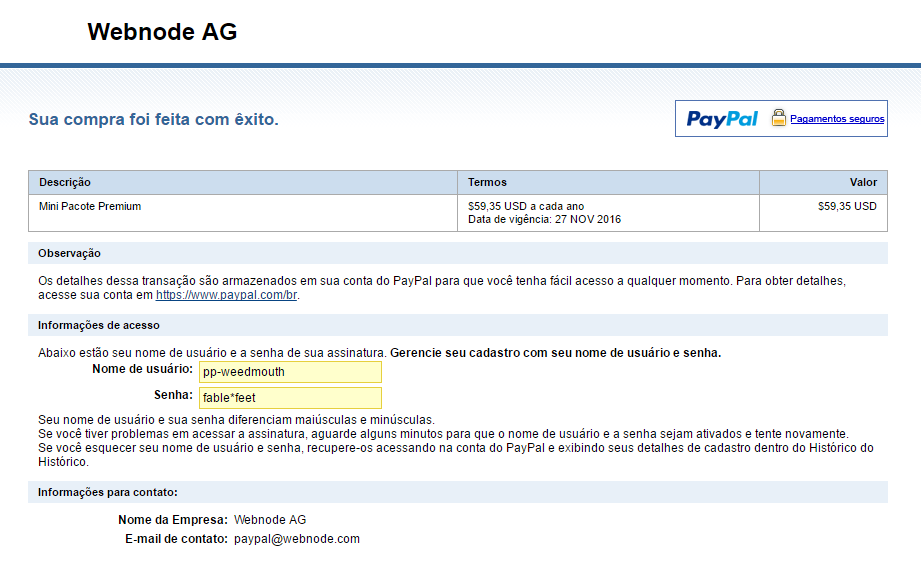 Webnode AG
Sua compra foi feita com êxito.
PayPal Pagamentos seguros
Descrição Termos Valor
Mini Pacote Premium $59,35 USD a cada ano $59,35 USD
Data de vigência: 27 NOV 2016
Observação
Os detalhes dessa transação são armazenados em sua conta do PayPal para que você tenha fácil acesso a qualquer momento. Para obter detalhes,
acesse sua conta em https://www.paypal.com/br.
Informações de acesso
Abaixo estão seu nome de usuário e a senha de sua assinatura. Gerencie seu cadastro com seu nome de usuário e senha.
Nome de usuário: pp-weedmouth
Senha: fable*feet
Seu nome de usuário e sua senha diferenciam maiúsculas e minúsculas.
Se você tiver problemas em acessar a assinatura, aguarde alguns minutos para que o nome de usuário e a senha sejam ativados e tente novamente.
Se você esquecer seu nome de usuário e senha, recupere-os acessando na conta do PayPal e exibindo seus detalhes de cadastro dentro do Histórico do
Histórico.
Informações para contato:
Nome da Empresa: Webnode AG
E-mail de contato: paypal@webnode.com